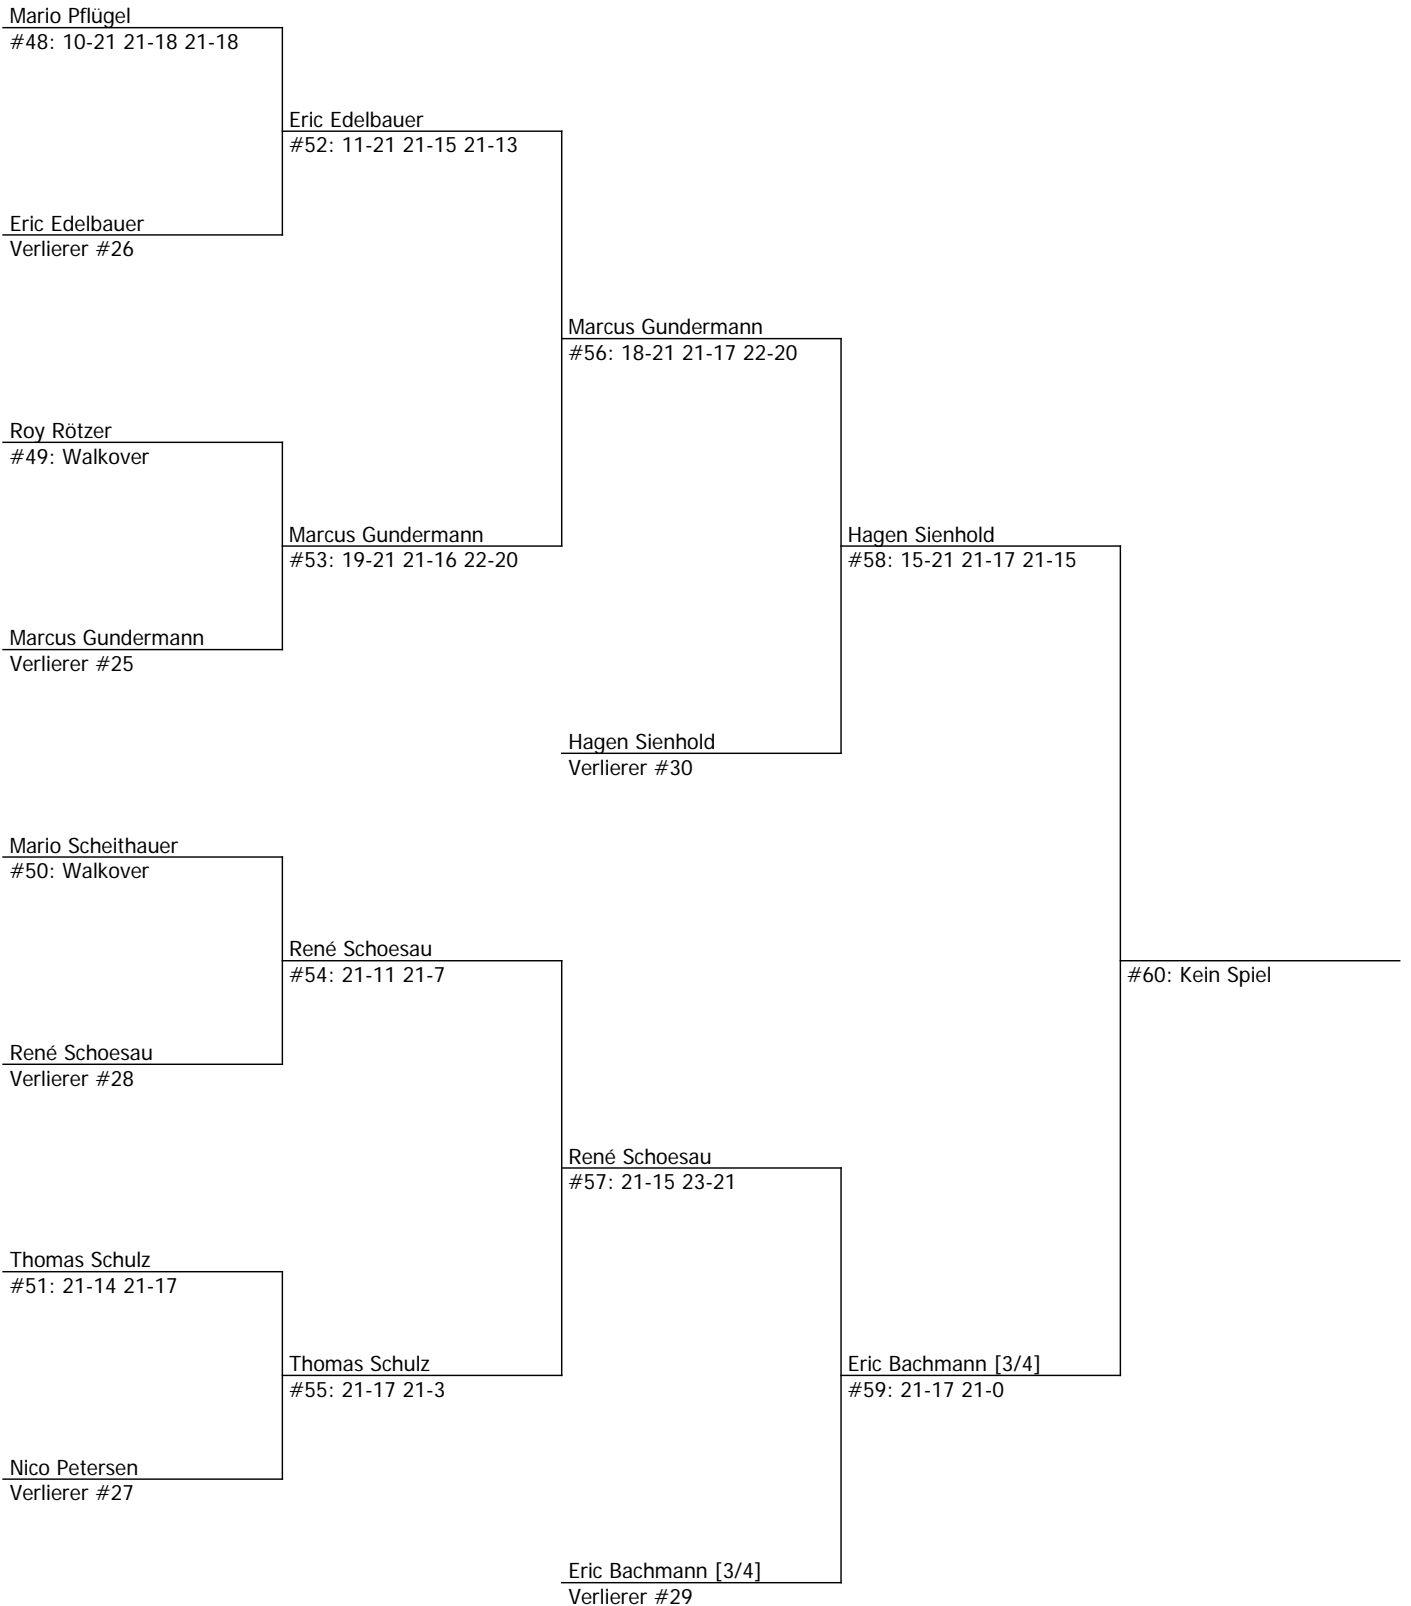 Mario Pflügel
#48: 10-21 21-18 21-18
Eric Edelbauer
#52: 11-21 21-15 21-13
Eric Edelbauer
Verlierer #26
Marcus Gundermann
#56: 18-21 21-17 22-20
Roy Rötzer
#49: Walkover
Marcus Gundermann
#53: 19-21 21-16 22-20
Hagen Sienhold
#58: 15-21 21-17 21-15
Marcus Gundermann
Verlierer #25
Hagen Sienhold
Verlierer #30
Mario Scheithauer
#50: Walkover
René Schoesau
#54: 21-11 21-7
#60: Kein Spiel
René Schoesau
Verlierer #28
René Schoesau
#57: 21-15 23-21
Thomas Schulz
#51: 21-14 21-17
Thomas Schulz
#55: 21-17 21-3
Eric Bachmann [3/4]
#59: 21-17 21-0
Nico Petersen
Verlierer #27
Eric Bachmann [3/4]
Verlierer #29